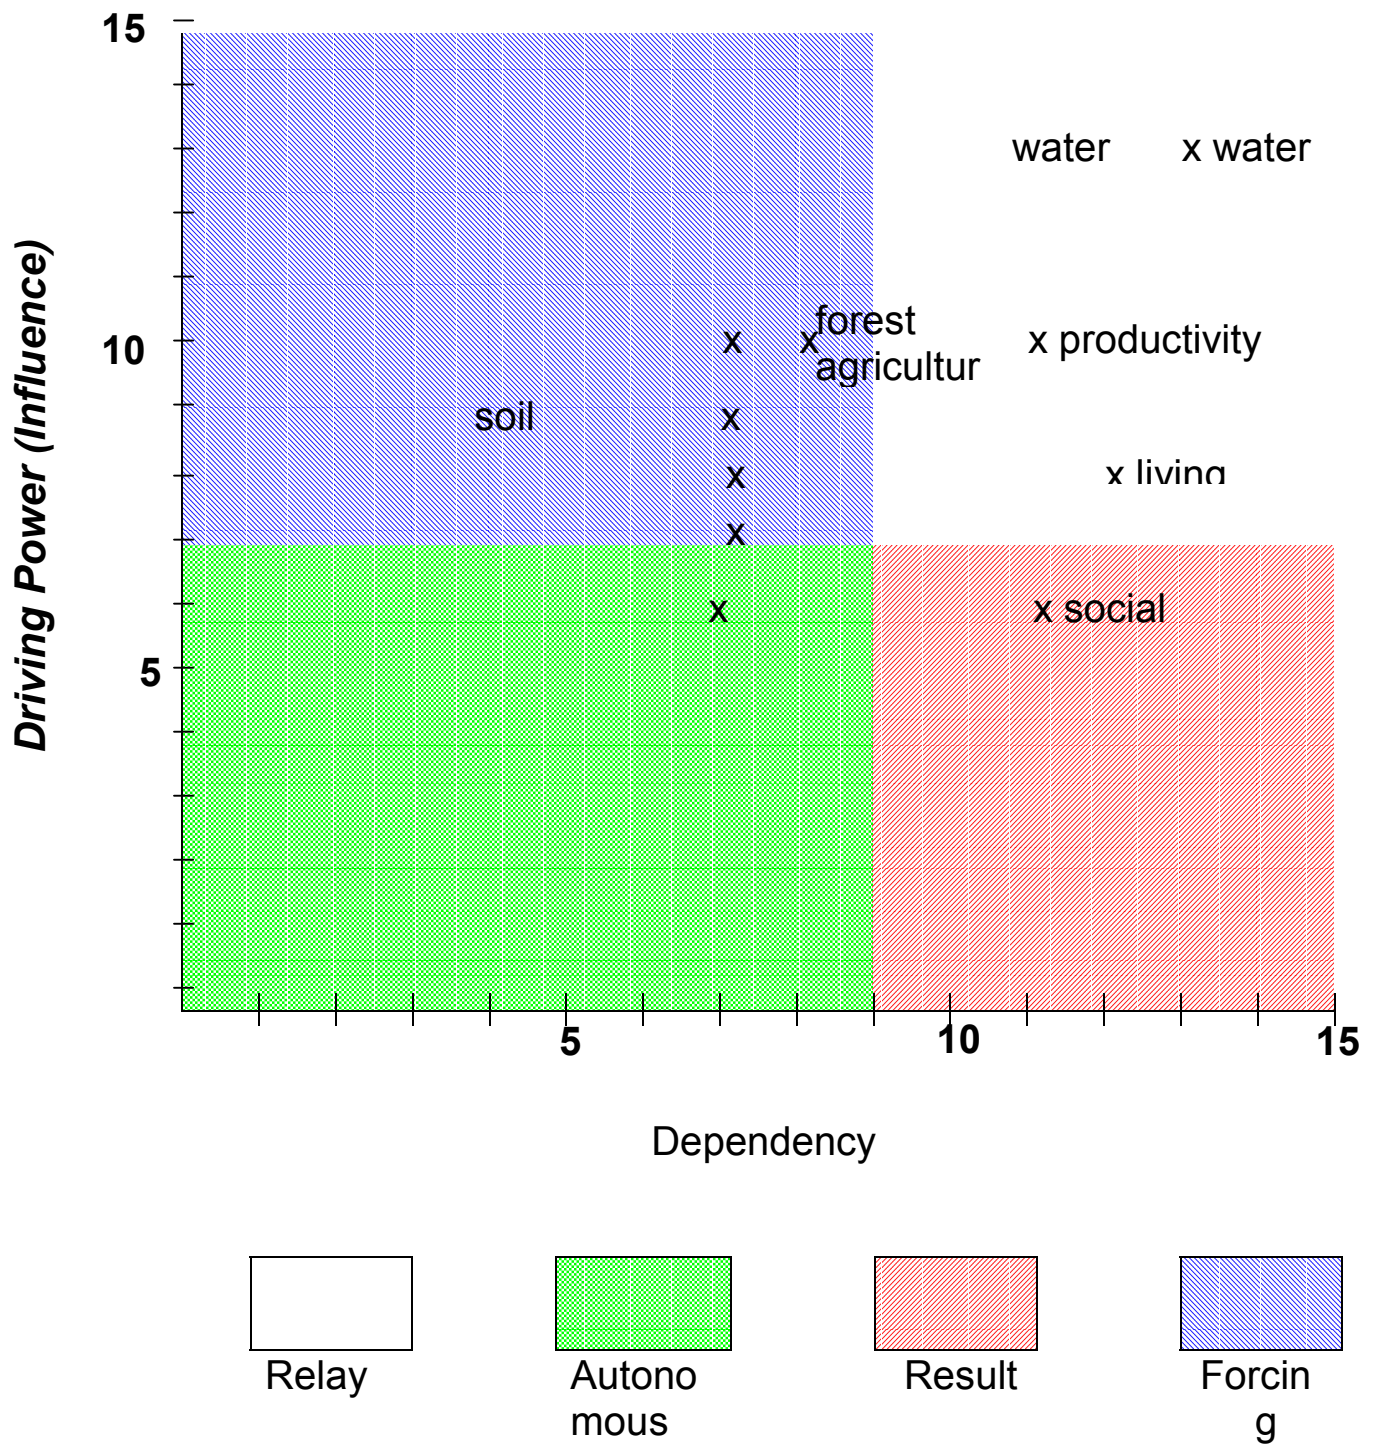 15
water x water
forest
x x
10 x productivity
agricultur
soil x
x x living
x
x x social
5
Driving Power (Influence)
5 10 15
Dependency
Relay Autono Result Forcin
mous g